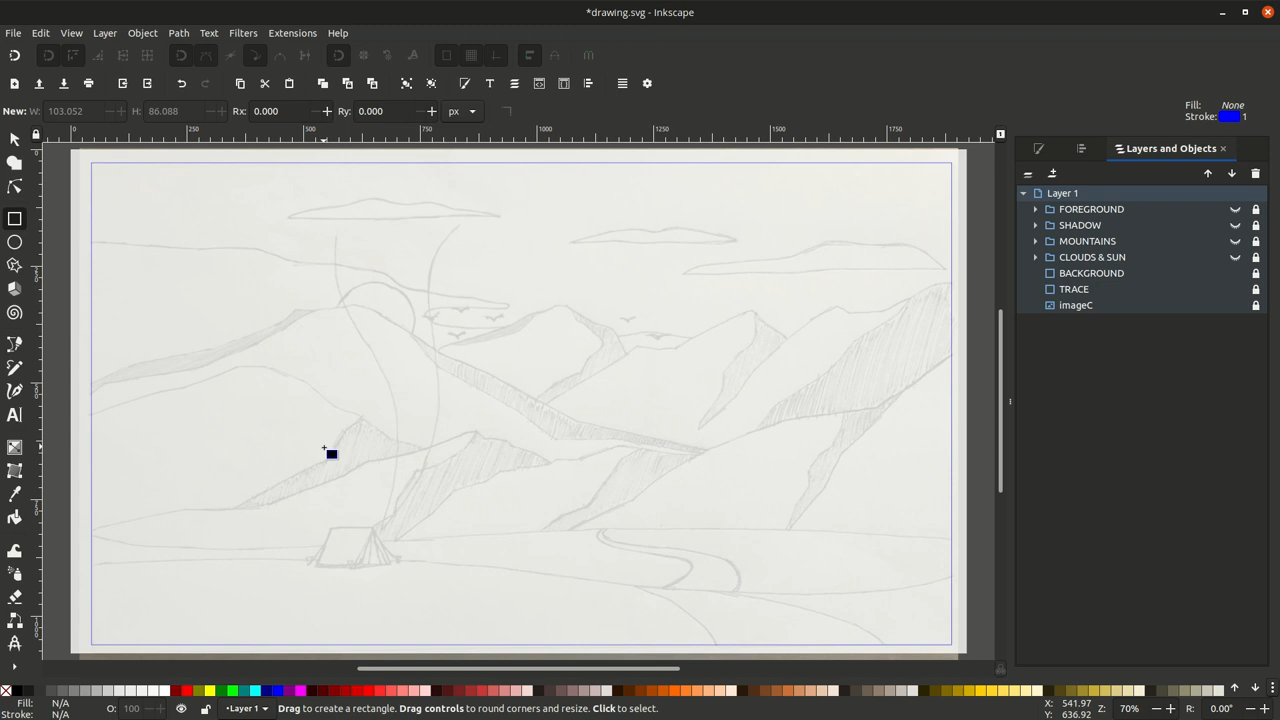 *drawing.svg - Inkscape
File Edit View Layer Object Path Text Filters Extensions Help
New: W: 103.052 H: 86.088 Rx: 0.000 Ry: 0.000 px
Fill: None
Stroke: 1
0 250 500 750 1000 1250 1500 1750
1
Layers and Objects
Layer 1
FOREGROUND
SHADOW
MOUNTAINS
CLOUDS & SUN
BACKGROUND
TRACE
imageC
Fill: N/A
Stroke: N/A
O: 100
•Layer 1
Drag to create a rectangle. Drag controls to round corners and resize. Click to select.
X: 541.97
Y: 636.92
Z: 70%
R: 0.00°